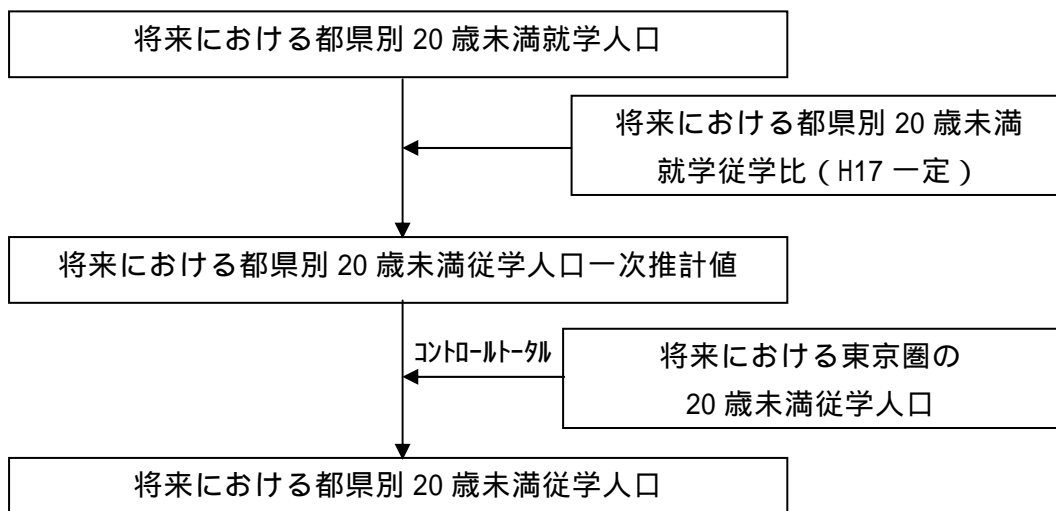 将来における都県別 20 歳未満就学人口
将来における都県別 20 歳未満
就学従学比（H17 一定）
将来における都県別 20 歳未満従学人口一次推計値
ｺﾝﾄﾛｰﾙﾄｰﾀﾙ
将来における東京圏の
20 歳未満従学人口
将来における都県別 20 歳未満従学人口